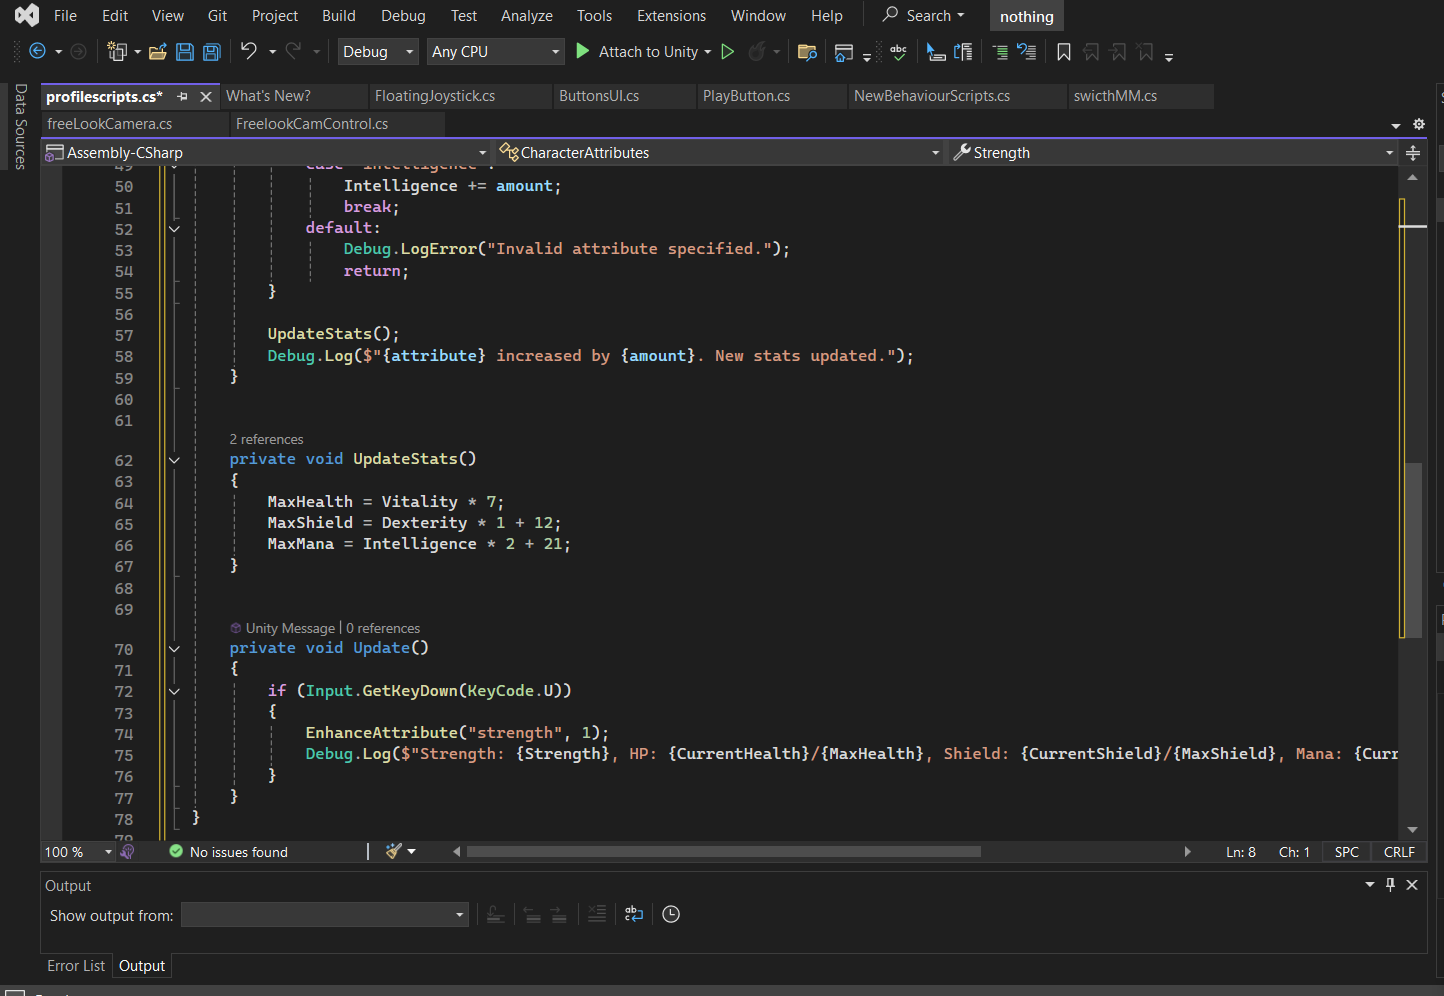 File Edit View Git Project Build Debug Test Analyze Tools Extensions Window Help Search nothing
Debug Any CPU Attach to Unity
Data Sources
profilescripts.cs* What's New? FloatingJoystick.cs ButtonsUI.cs PlayButton.cs NewBehaviourScripts.cs swicthMM.cs
freeLookCamera.cs FreelookCamControl.cs
Assembly-CSharp CharacterAttributes Strength
49 case "intelligence":
50 Intelligence += amount;
51 break;
52 default:
53 Debug.LogError("Invalid attribute specified.");
54 return;
55 }
56
57 UpdateStats();
58 Debug.Log($"{attribute} increased by {amount}. New stats updated.");
59 }
60
61
2 references
62 private void UpdateStats()
63 {
64 MaxHealth = Vitality * 7;
65 MaxShield = Dexterity * 1 + 12;
66 MaxMana = Intelligence * 2 + 21;
67 }
68
69
Unity Message | 0 references
70 private void Update()
71 {
72 if (Input.GetKeyDown(KeyCode.U))
73 {
74 EnhanceAttribute("strength", 1);
75 Debug.Log($"Strength: {Strength}, HP: {CurrentHealth}/{MaxHealth}, Shield: {CurrentShield}/{MaxShield}, Mana: {Curr
76 }
77 }
78 }
79
100 % No issues found Ln: 8 Ch: 1 SPC CRLF
Output
Show output from:
Error List Output